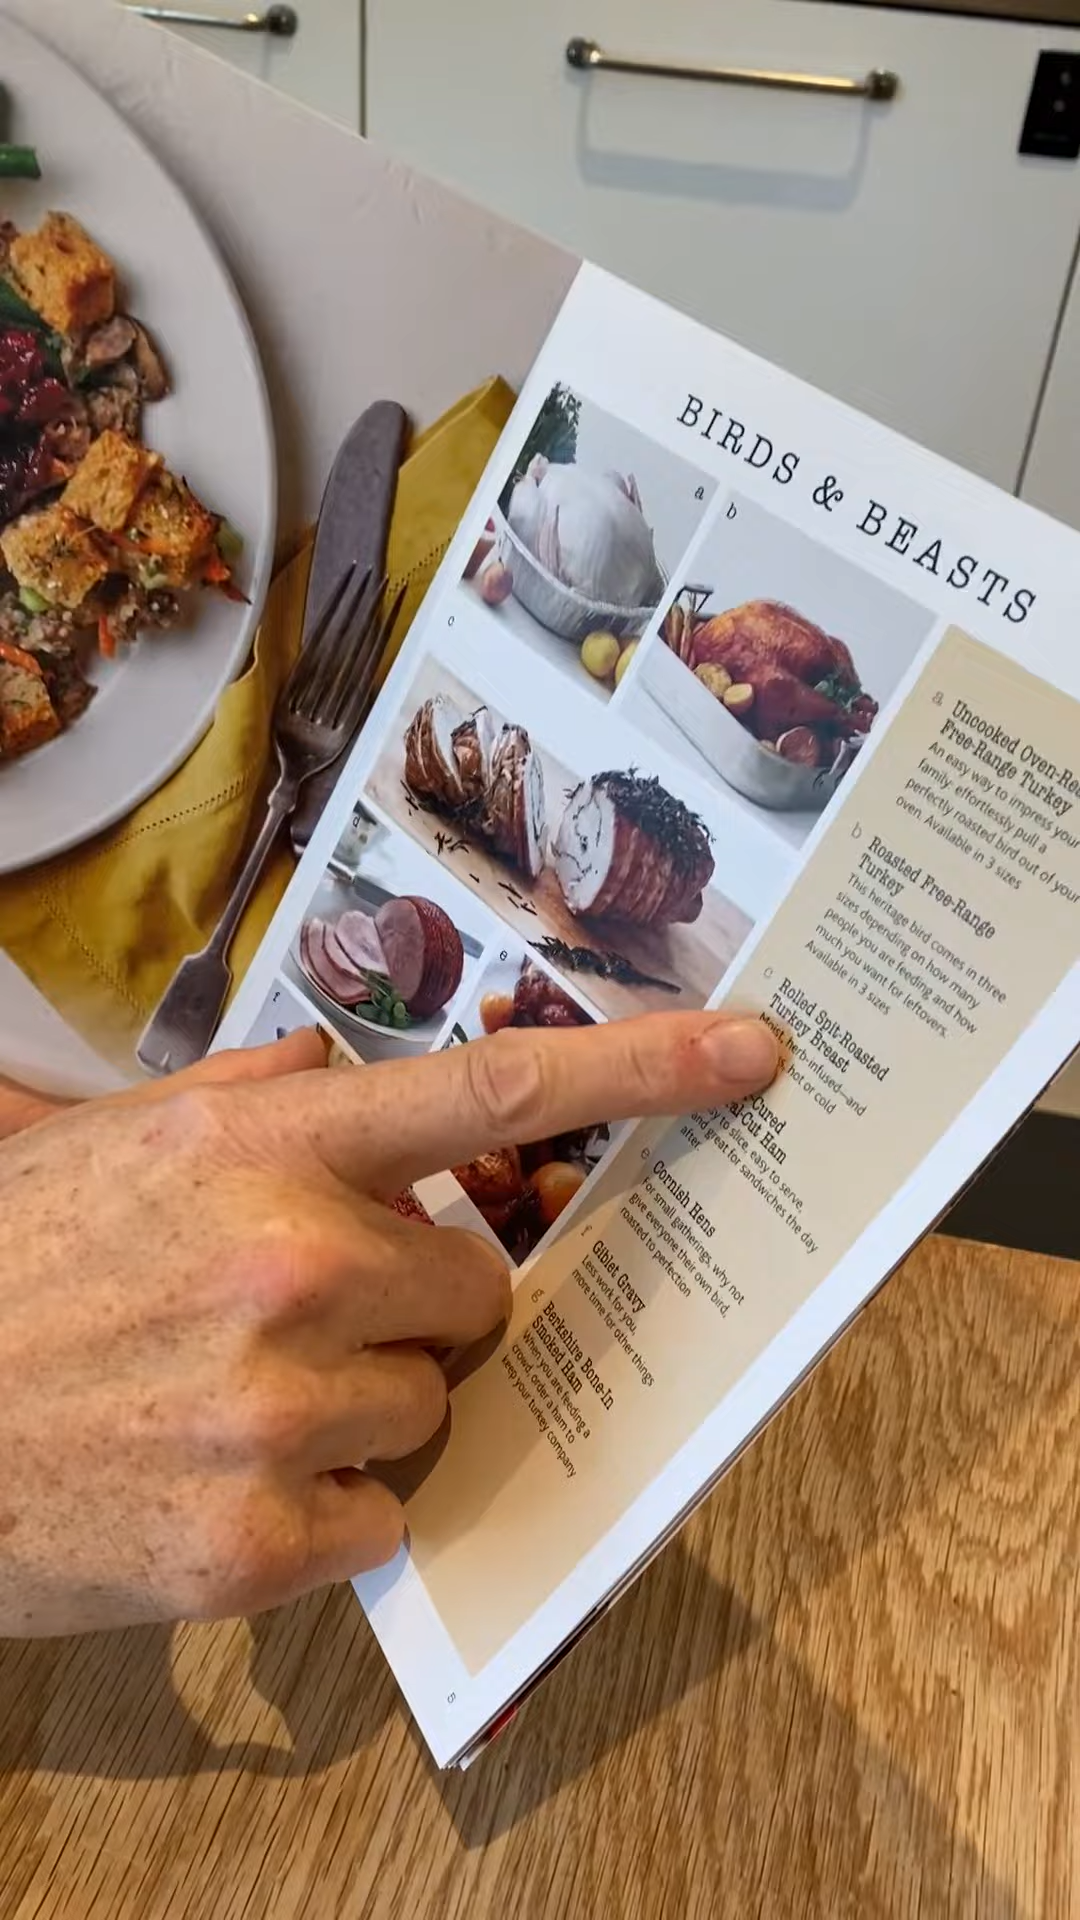 BIRDS & BEASTS
a
b
c
d
e
f
a Uncooked Oven-Rea
Free-Range Turkey
An easy way to impress your
family: effortlessly pull a
perfectly roasted bird out of your
oven. Available in 3 sizes
b Roasted Free-Range
Turkey
This heritage bird comes in three
sizes depending on how many
people you are feeding and how
much you want for leftovers.
Available in 3 sizes
c Rolled Spit-Roasted
Turkey Breast
Moist, herb-infused—and
hot or cold
-Cured
al-Cut Ham
to slice, easy to serve,
and great for sandwiches the day
after.
e Cornish Hens
For small gatherings, why not
give everyone their own bird,
roasted to perfection
f Giblet Gravy
Less work for you,
more time for other things
g Berkshire Bone-In
Smoked Ham
When you are feeding a
crowd, order a ham to
keep your turkey company
5